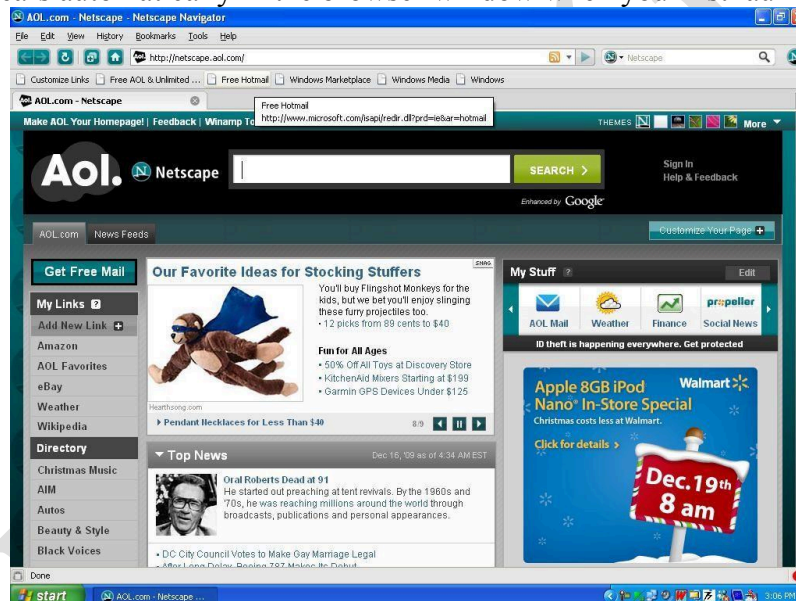 AOL.com - Netscape - Netscape Navigator
File Edit View History Bookmarks Tools Help
http://netscape.aol.com/
Netscape
Customize Links Free AOL & Unlimited ... Free Hotmail Windows Marketplace Windows Media Windows
AOL.com - Netscape
Free Hotmail
http://www.microsoft.com/isapi/redir.dll?prd=ie&ar=hotmail
Make AOL Your Homepage! | Feedback | Winamp
THEMES N More
Aol. N Netscape
SEARCH >
Sign In
Help & Feedback
Enhanced by Google
AOL.com News Feeds
Customize Your Page +
Get Free Mail
My Links ?
Add New Link +
Amazon
AOL Favorites
eBay
Weather
Wikipedia
Directory
Christmas Music
AIM
Autos
Beauty & Style
Black Voices
Our Favorite Ideas for Stocking Stuffers
SHAG
You'll buy Flingshot Monkeys for the
kids, but we bet you'll enjoy slinging
these furry projectiles too.
• 12 picks from 89 cents to $40
Fun for All Ages
• 50% Off All Toys at Discovery Store
• KitchenAid Mixers Starting at $199
• Garmin GPS Devices Under $125
Hearthsong.com
Pendant Necklaces for Less Than $40
8/9
Top News
Dec 16, '09 as of 4:34 AM EST
Oral Roberts Dead at 91
He started out preaching at tent revivals. By the 1960s and
'70s, he was reaching millions around the world through
broadcasts, publications and personal appearances.
• DC City Council Votes to Make Gay Marriage Legal
• After Long Delay, Boeing 787 Makes Its Debut
My Stuff ?
Edit
AOL Mail Weather Finance Social News
propeller
ID theft is happening everywhere. Get protected
Apple 8GB iPod
Nano® In-Store
Special
Walmart
Christmas costs less at Walmart.
Click for details >
Dec.19th
8 am
Done
start
AOL.com - Netscape ...
3:06 PM